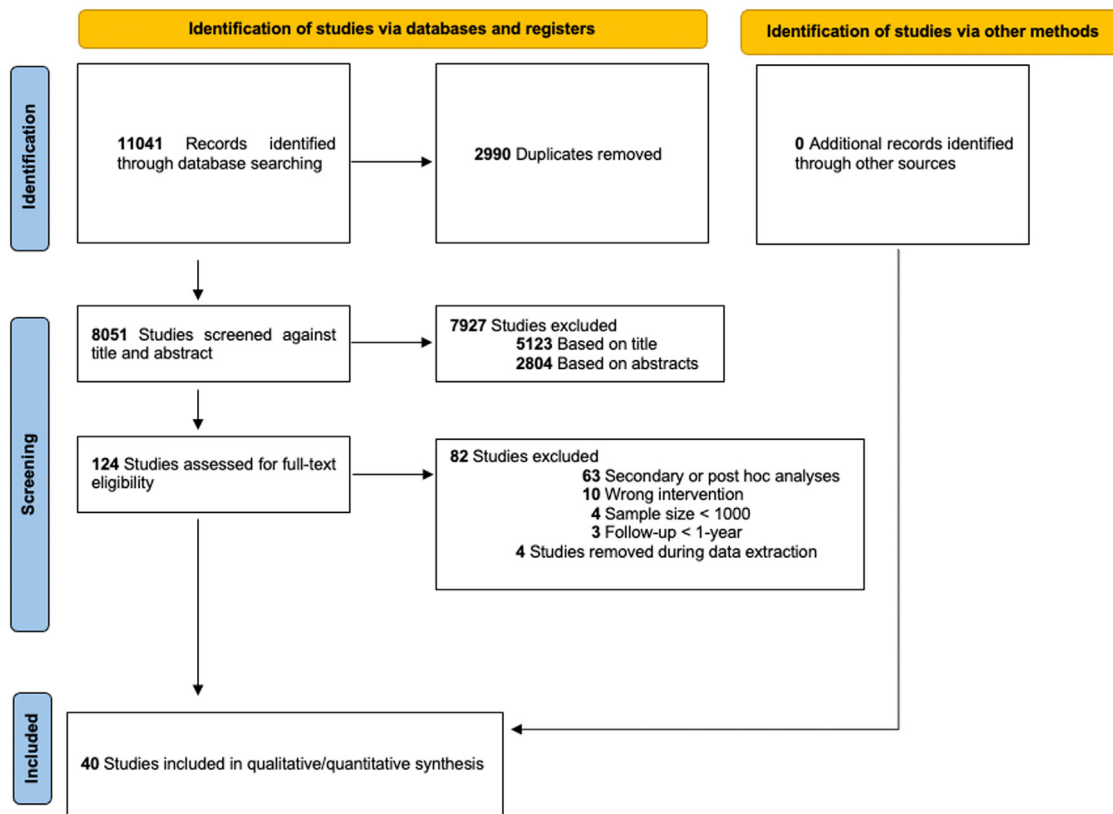 Identification of studies via databases and registers
Identification of studies via other methods
Identification
11041 Records identified
through database searching
2990 Duplicates removed
0 Additional records identified
through other sources
Screening
8051 Studies screened against
title and abstract
7927 Studies excluded
5123 Based on title
2804 Based on abstracts
124 Studies assessed for full-text
eligibility
82 Studies excluded
63 Secondary or post hoc analyses
10 Wrong intervention
4 Sample size < 1000
3 Follow-up < 1-year
4 Studies removed during data extraction
Included
40 Studies included in qualitative/quantitative synthesis